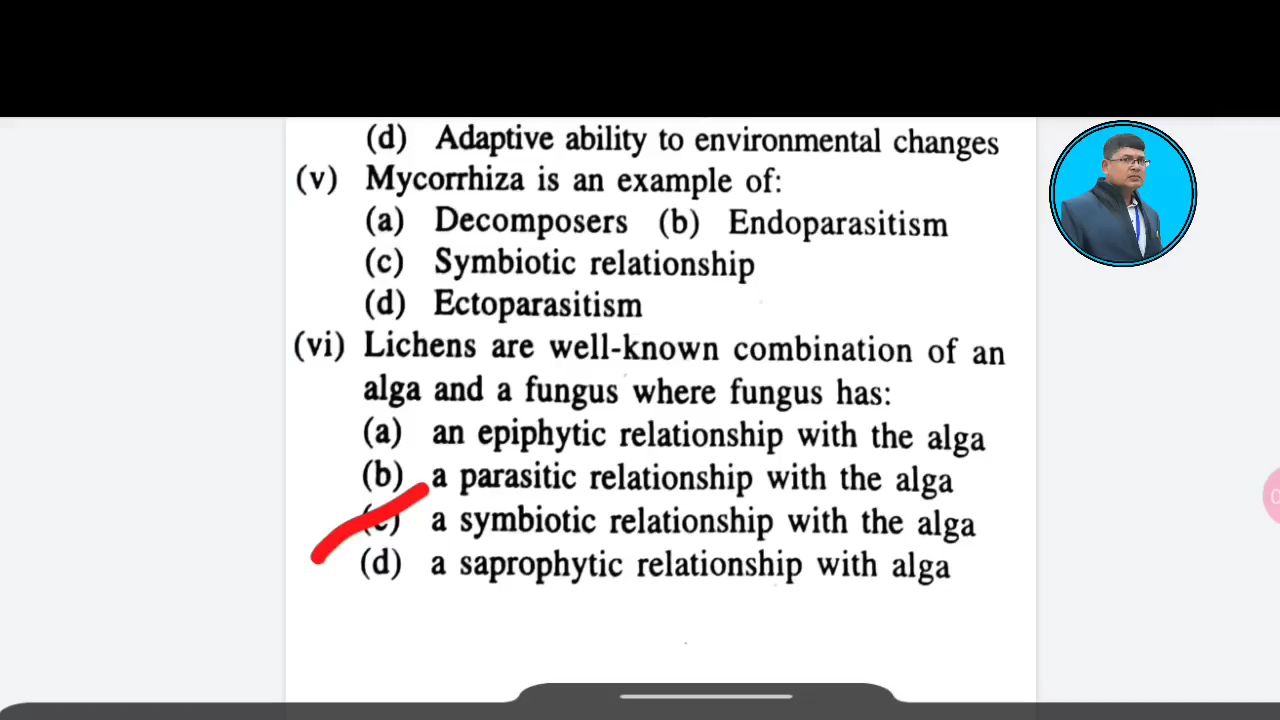 (d) Adaptive ability to environmental changes
(v) Mycorrhiza is an example of:
(a) Decomposers (b) Endoparasitism
(c) Symbiotic relationship
(d) Ectoparasitism
(vi) Lichens are well-known combination of an
alga and a fungus where fungus has:
(a) an epiphytic relationship with the alga
(b) a parasitic relationship with the alga
(c) a symbiotic relationship with the alga
(d) a saprophytic relationship with alga